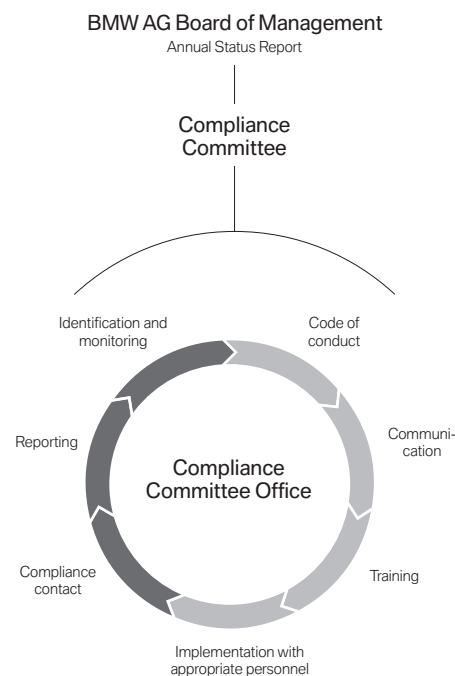 BMW AG Board of Management
Annual Status Report
Compliance
Committee
Identification and
monitoring
Code of
conduct
Reporting
Communi-
cation
Compliance
Committee Office
Compliance
contact
Training
Implementation with
appropriate personnel